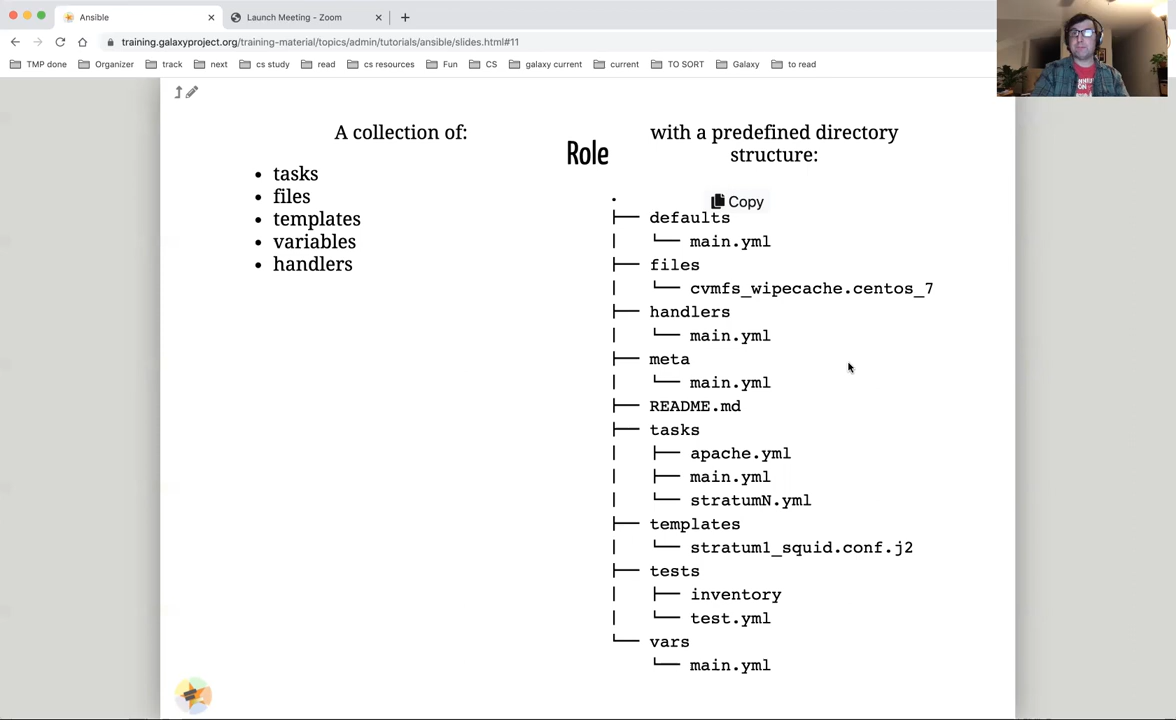 Ansible
Launch Meeting - Zoom
training.galaxyproject.org/training-material/topics/admin/tutorials/ansible/slides.html#11
TMP done Organizer track next cs study read cs resources Fun CS galaxy current current TO SORT Galaxy to read
A collection of:
• tasks
• files
• templates
• variables
• handlers
Role
with a predefined directory
structure:
Copy
.
├── defaults
│   └── main.yml
├── files
│   └── cvmfs_wipecache.centos_7
├── handlers
│   └── main.yml
├── meta
│   └── main.yml
├── README.md
├── tasks
│   ├── apache.yml
│   ├── main.yml
│   └── stratumN.yml
├── templates
│   └── stratum1_squid.conf.j2
├── tests
│   ├── inventory
│   └── test.yml
└── vars
    └── main.yml